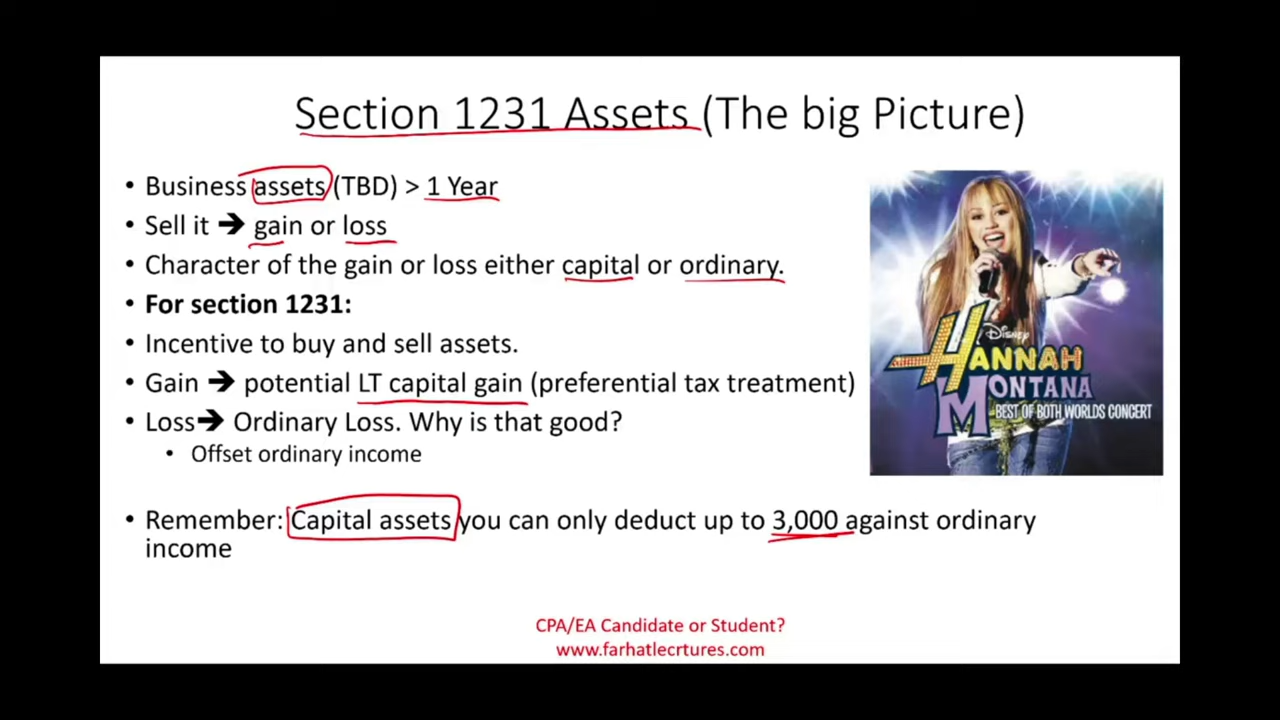 Section 1231 Assets (The big Picture)
• Business assets (TBD) > 1 Year
• Sell it ➔ gain or loss
• Character of the gain or loss either capital or ordinary.
• For section 1231:
• Incentive to buy and sell assets.
• Gain ➔ potential LT capital gain (preferential tax treatment)
• Loss➔ Ordinary Loss. Why is that good?
• Offset ordinary income
• Remember: Capital assets you can only deduct up to 3,000 against ordinary
income
Disney
HANNAH
MONTANA
BEST OF BOTH WORLDS CONCERT
CPA/EA Candidate or Student?
www.farhatlecrtures.com